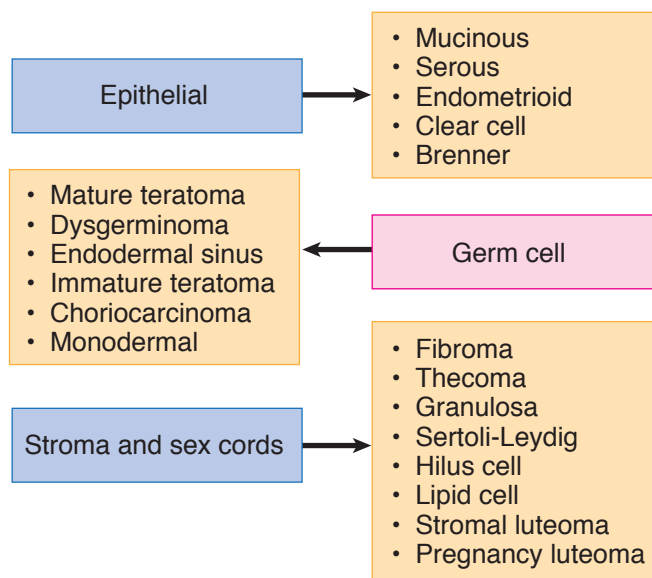 Epithelial
• Mucinous
• Serous
• Endometrioid
• Clear cell
• Brenner
• Mature teratoma
• Dysgerminoma
• Endodermal sinus
• Immature teratoma
• Choriocarcinoma
• Monodermal
Germ cell
Stroma and sex cords
• Fibroma
• Thecoma
• Granulosa
• Sertoli-Leydig
• Hilus cell
• Lipid cell
• Stromal luteoma
• Pregnancy luteoma